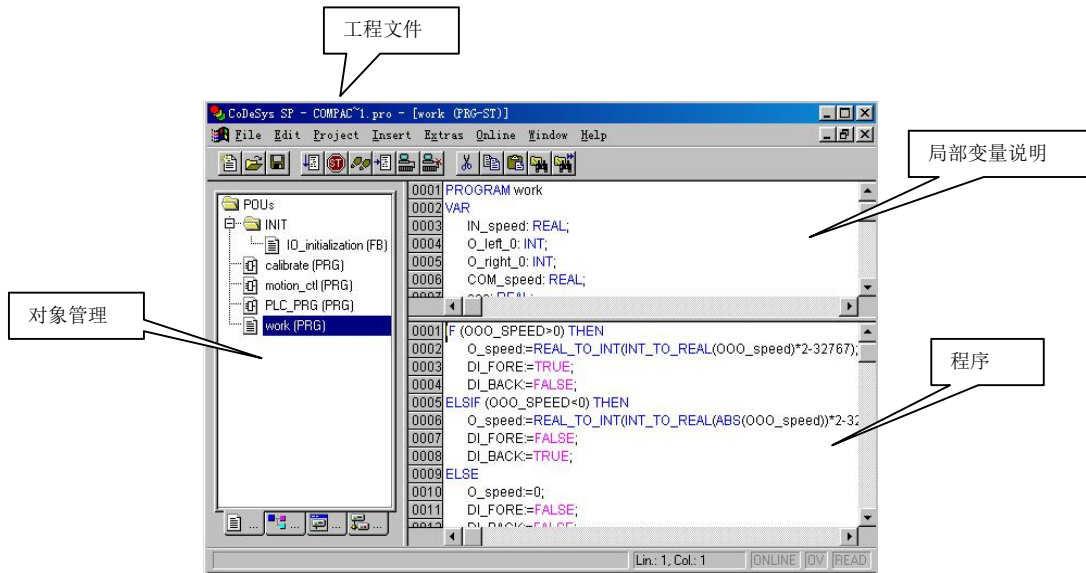 工程文件
CoDeSys SP - COMPAC~1.pro - [work (PRG-ST)]
File Edit Project Insert Extras Online Window Help
局部变量说明
对象管理
程序
POUs
INIT
IO_initialization (FB)
calibrate (PRG)
motion_ctl (PRG)
PLC_PRG (PRG)
work (PRG)
0001 PROGRAM work
0002 VAR
0003 IN_speed: REAL;
0004 O_left_0: INT;
0005 O_right_0: INT;
0006 COM_speed: REAL;
0001 IF (OOO_SPEED>0) THEN
0002 O_speed:=REAL_TO_INT(INT_TO_REAL(OOO_speed)*2-32767);
0003 DI_FORE:=TRUE;
0004 DI_BACK:=FALSE;
0005 ELSIF (OOO_SPEED<0) THEN
0006 O_speed:=REAL_TO_INT(INT_TO_REAL(ABS(OOO_speed))*2-32
0007 DI_FORE:=FALSE;
0008 DI_BACK:=TRUE;
0009 ELSE
0010 O_speed:=0;
0011 DI_FORE:=FALSE;
Lin.: 1, Col.: 1 ONLINE OV READ